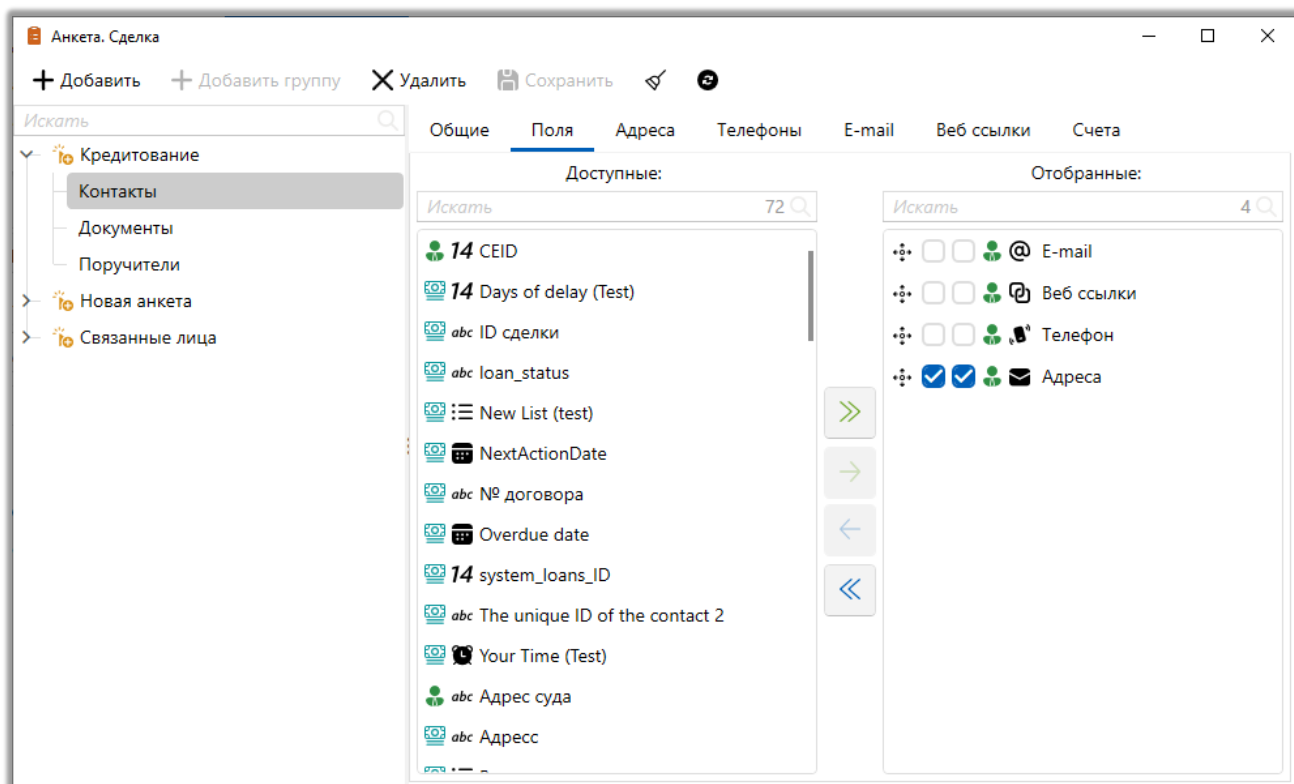 Анкета. Сделка
Добавить Добавить группу Удалить Сохранить
Искать
Кредитование
Контакты
Документы
Поручители
Новая анкета
Связанные лица
Общие Поля Адреса Телефоны E-mail Веб ссылки Счета
Доступные:
Искать 72
14 CEID
14 Days of delay (Test)
abc ID сделки
abc loan_status
New List (test)
NextActionDate
abc № договора
Overdue date
14 system_loans_ID
abc The unique ID of the contact 2
Your Time (Test)
abc Адрес суда
abc Адресс
Отобранные:
Искать 4
E-mail
Веб ссылки
Телефон
Адреса